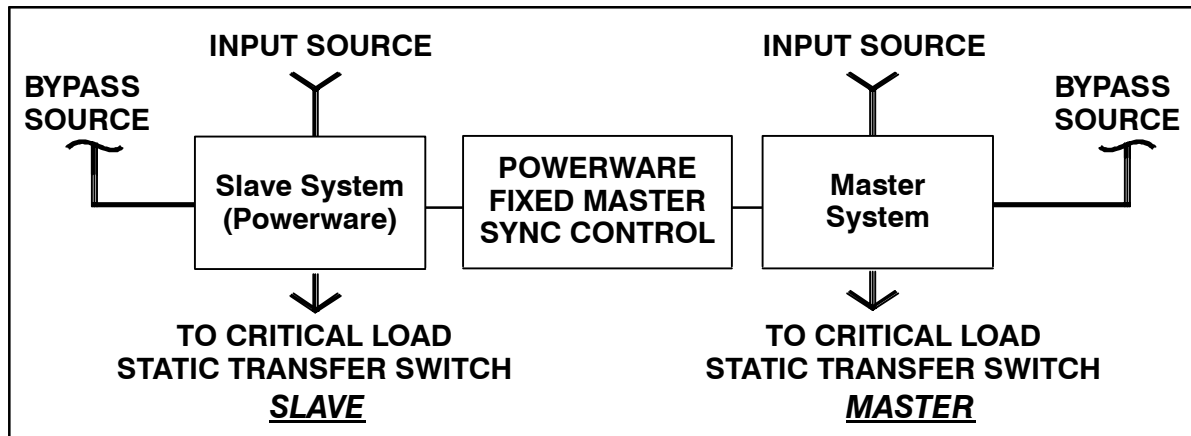 INPUT SOURCE
INPUT SOURCE
BYPASS
SOURCE
BYPASS
SOURCE
Slave System
(Powerware)
POWERWARE
FIXED MASTER
SYNC CONTROL
Master
System
TO CRITICAL LOAD
STATIC TRANSFER SWITCH
SLAVE
TO CRITICAL LOAD
STATIC TRANSFER SWITCH
MASTER